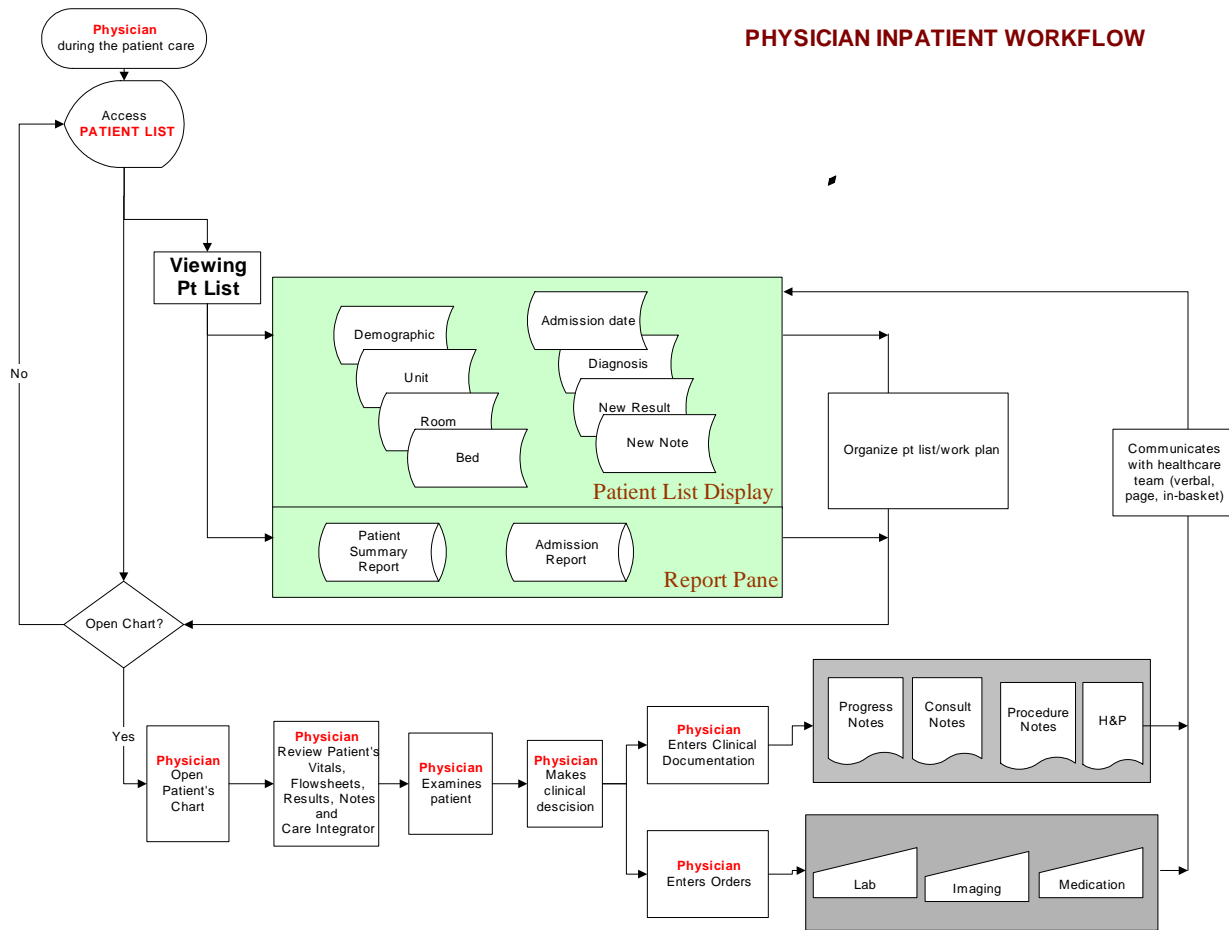 PHYSICIAN INPATIENT WORKFLOW
Physician
during the patient care
Access
PATIENT LIST
Viewing
Pt List
No
Demographic
Unit
Room
Bed
Admission date
Diagnosis
New Result
New Note
Patient List Display
Patient
Summary
Report
Admission
Report
Report Pane
Organize pt list/work plan
Communicates
with healthcare
team (verbal,
page, in-basket)
Open Chart?
Yes
Physician
Open
Patient's
Chart
Physician
Review Patient's
Vitals,
Flowsheets,
Results, Notes
and
Care Integrator
Physician
Examines
patient
Physician
Makes
clinical
descision
Physician
Enters Clinical
Documentation
Progress
Notes
Consult
Notes
Procedure
Notes
H&P
Physician
Enters Orders
Lab
Imaging
Medication